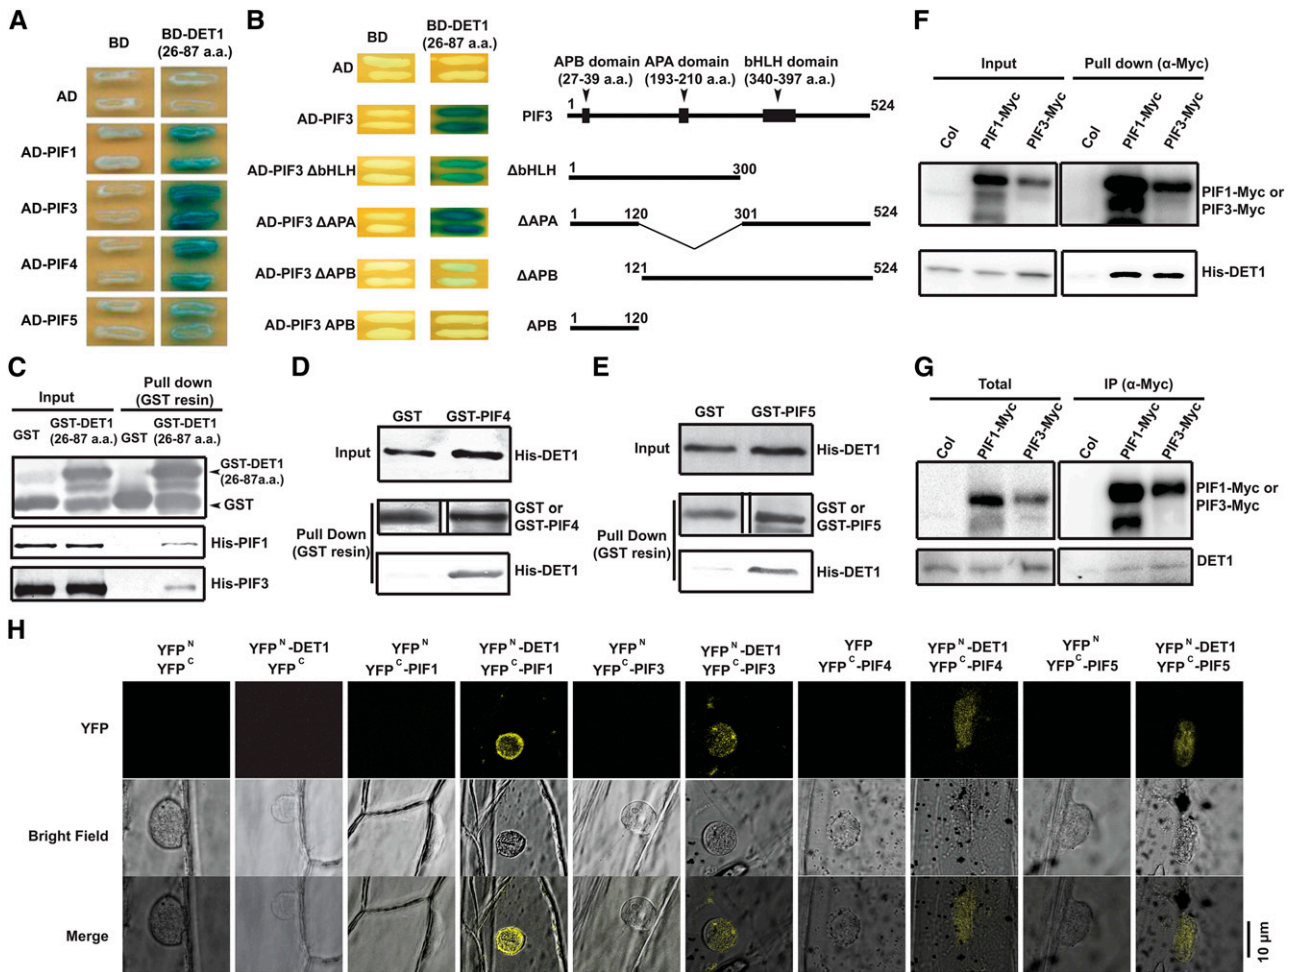 A
BD
BD-DET1
(26-87 a.a.)
AD
AD-PIF1
AD-PIF3
AD-PIF4
AD-PIF5
B
BD
BD-DET1
(26-87 a.a.)
AD
AD-PIF3
AD-PIF3 ΔbHLH
AD-PIF3 ΔAPA
AD-PIF3 ΔAPB
AD-PIF3 APB
APB domain
(27-39 a.a.)
APA domain
(193-210 a.a.)
bHLH domain
(340-397 a.a.)
PIF3
1
524
ΔbHLH
1
300
ΔAPA
1
120
301
524
ΔAPB
121
524
APB
1
120
C
Input
Pull down
(GST resin)
GST
GST-DET1
(26-87 a.a.)
GST
GST-DET1
(26-87 a.a.)
GST-DET1
(26-87a.a.)
GST
His-PIF1
His-PIF3
D
GST
GST-PIF4
Input
His-DET1
Pull Down
(GST resin)
GST or
GST-PIF4
His-DET1
E
GST
GST-PIF5
Input
His-DET1
Pull Down
(GST resin)
GST or
GST-PIF5
His-DET1
F
Input
Pull down (α-Myc)
Col
PIF1-Myc
PIF3-Myc
Col
PIF1-Myc
PIF3-Myc
PIF1-Myc or
PIF3-Myc
His-DET1
G
Total
IP (α-Myc)
Col
PIF1-Myc
PIF3-Myc
Col
PIF1-Myc
PIF3-Myc
PIF1-Myc or
PIF3-Myc
DET1
H
YFP N
YFP C
YFP N-DET1
YFP C
YFP N
YFP C-PIF1
YFP N-DET1
YFP C-PIF1
YFP N
YFP C-PIF3
YFP N-DET1
YFP C-PIF3
YFP
YFP C-PIF4
YFP N-DET1
YFP C-PIF4
YFP N
YFP C-PIF5
YFP N-DET1
YFP C-PIF5
YFP
Bright Field
Merge
10 μm